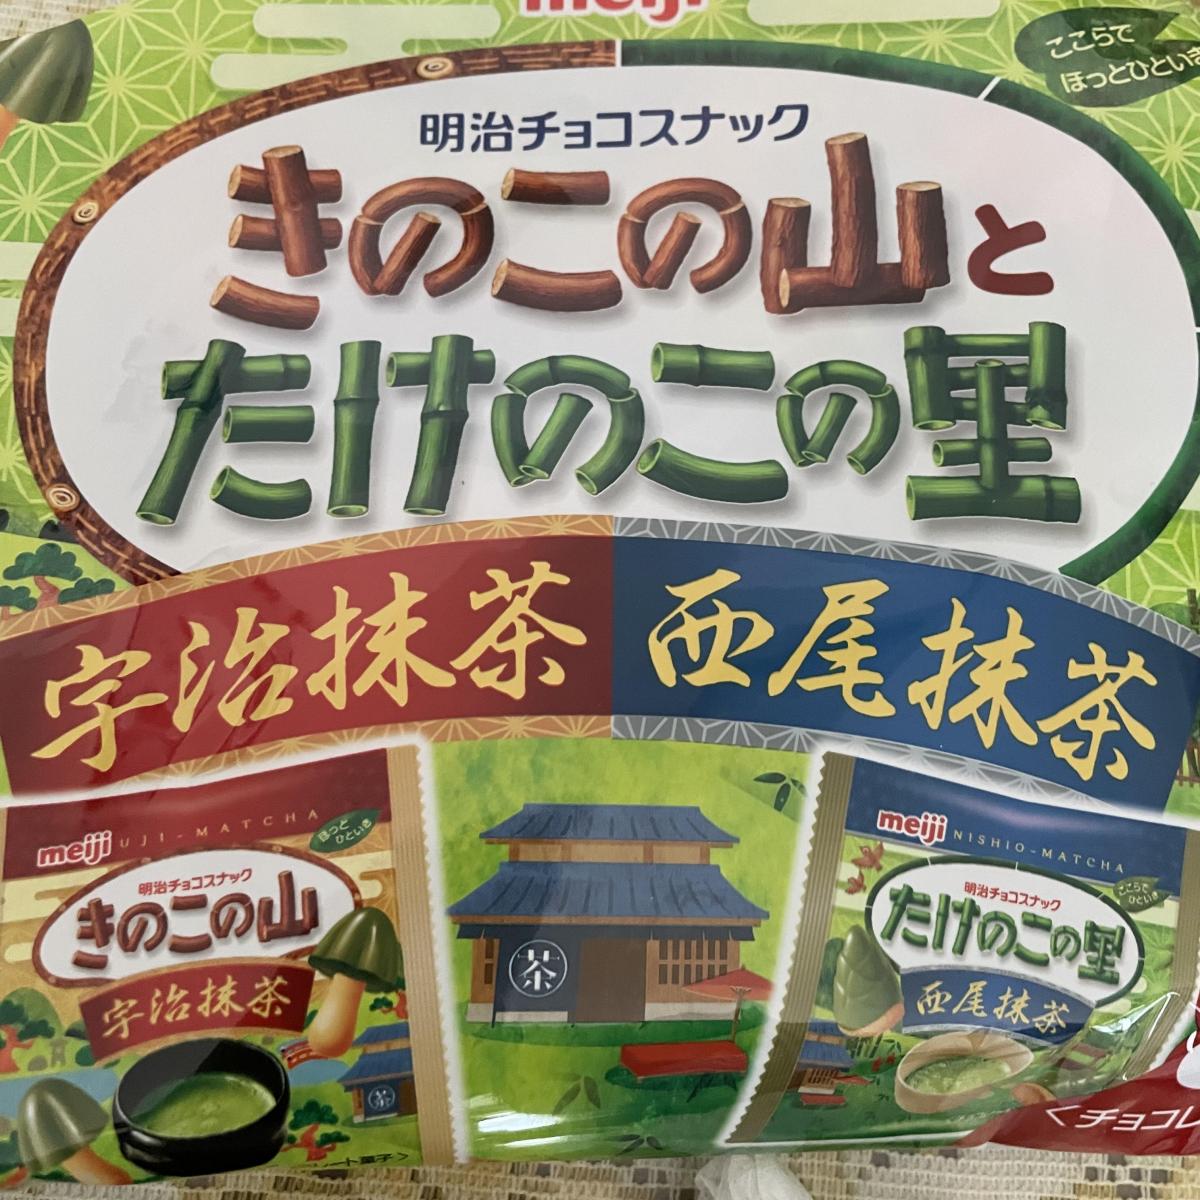 meiji
ここらで
ほっとひといき
明治チョコスナック
きのこの山と
たけのこの里
宇治抹茶
西尾抹茶
meiji UJI-MATCHA
ほっと
ひといき
明治チョコスナック
きのこの山
宇治抹茶
茶
茶
meiji NISHIO-MATCHA
ここらで
ひといき
明治チョコスナック
たけのこの里
西尾抹茶
<チョコレ
ート菓子>